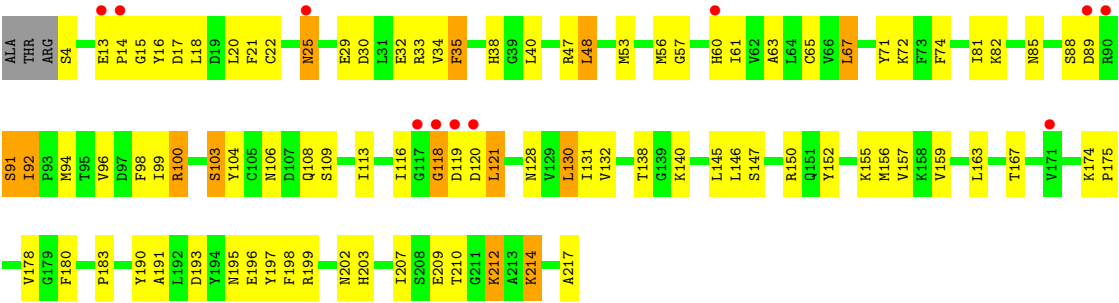 ALA THR ARG S4 E13 P14 G15 Y16 D17 L18 D19 L20 F21 C22 N25 E29 D30 L31 E32 R33 V34 F35 H38 G39 L40 R47 L48 M53 M56 G57 H60 I61 V62 A63 L64 C65 V66 L67 Y71 K72 F73 F74 I81 K82 N85 S88 D89 R90
S91 I92 P93 M94 T95 V96 D97 F98 I99 R100 S103 Y104 C105 N106 D107 Q108 S109 I113 I116 G117 G118 D119 D120 L121 N128 V129 L130 I131 V132 T138 G139 K140 L145 L146 S147 R150 Q151 Y152 K155 M156 V157 K158 V159 L163 T167 V171 K174 P175
V178 G179 F180 P183 Y190 A191 L192 D193 Y194 N195 E196 Y197 F198 R199 N202 H203 I207 S208 E209 T210 G211 K212 A213 K214 A217